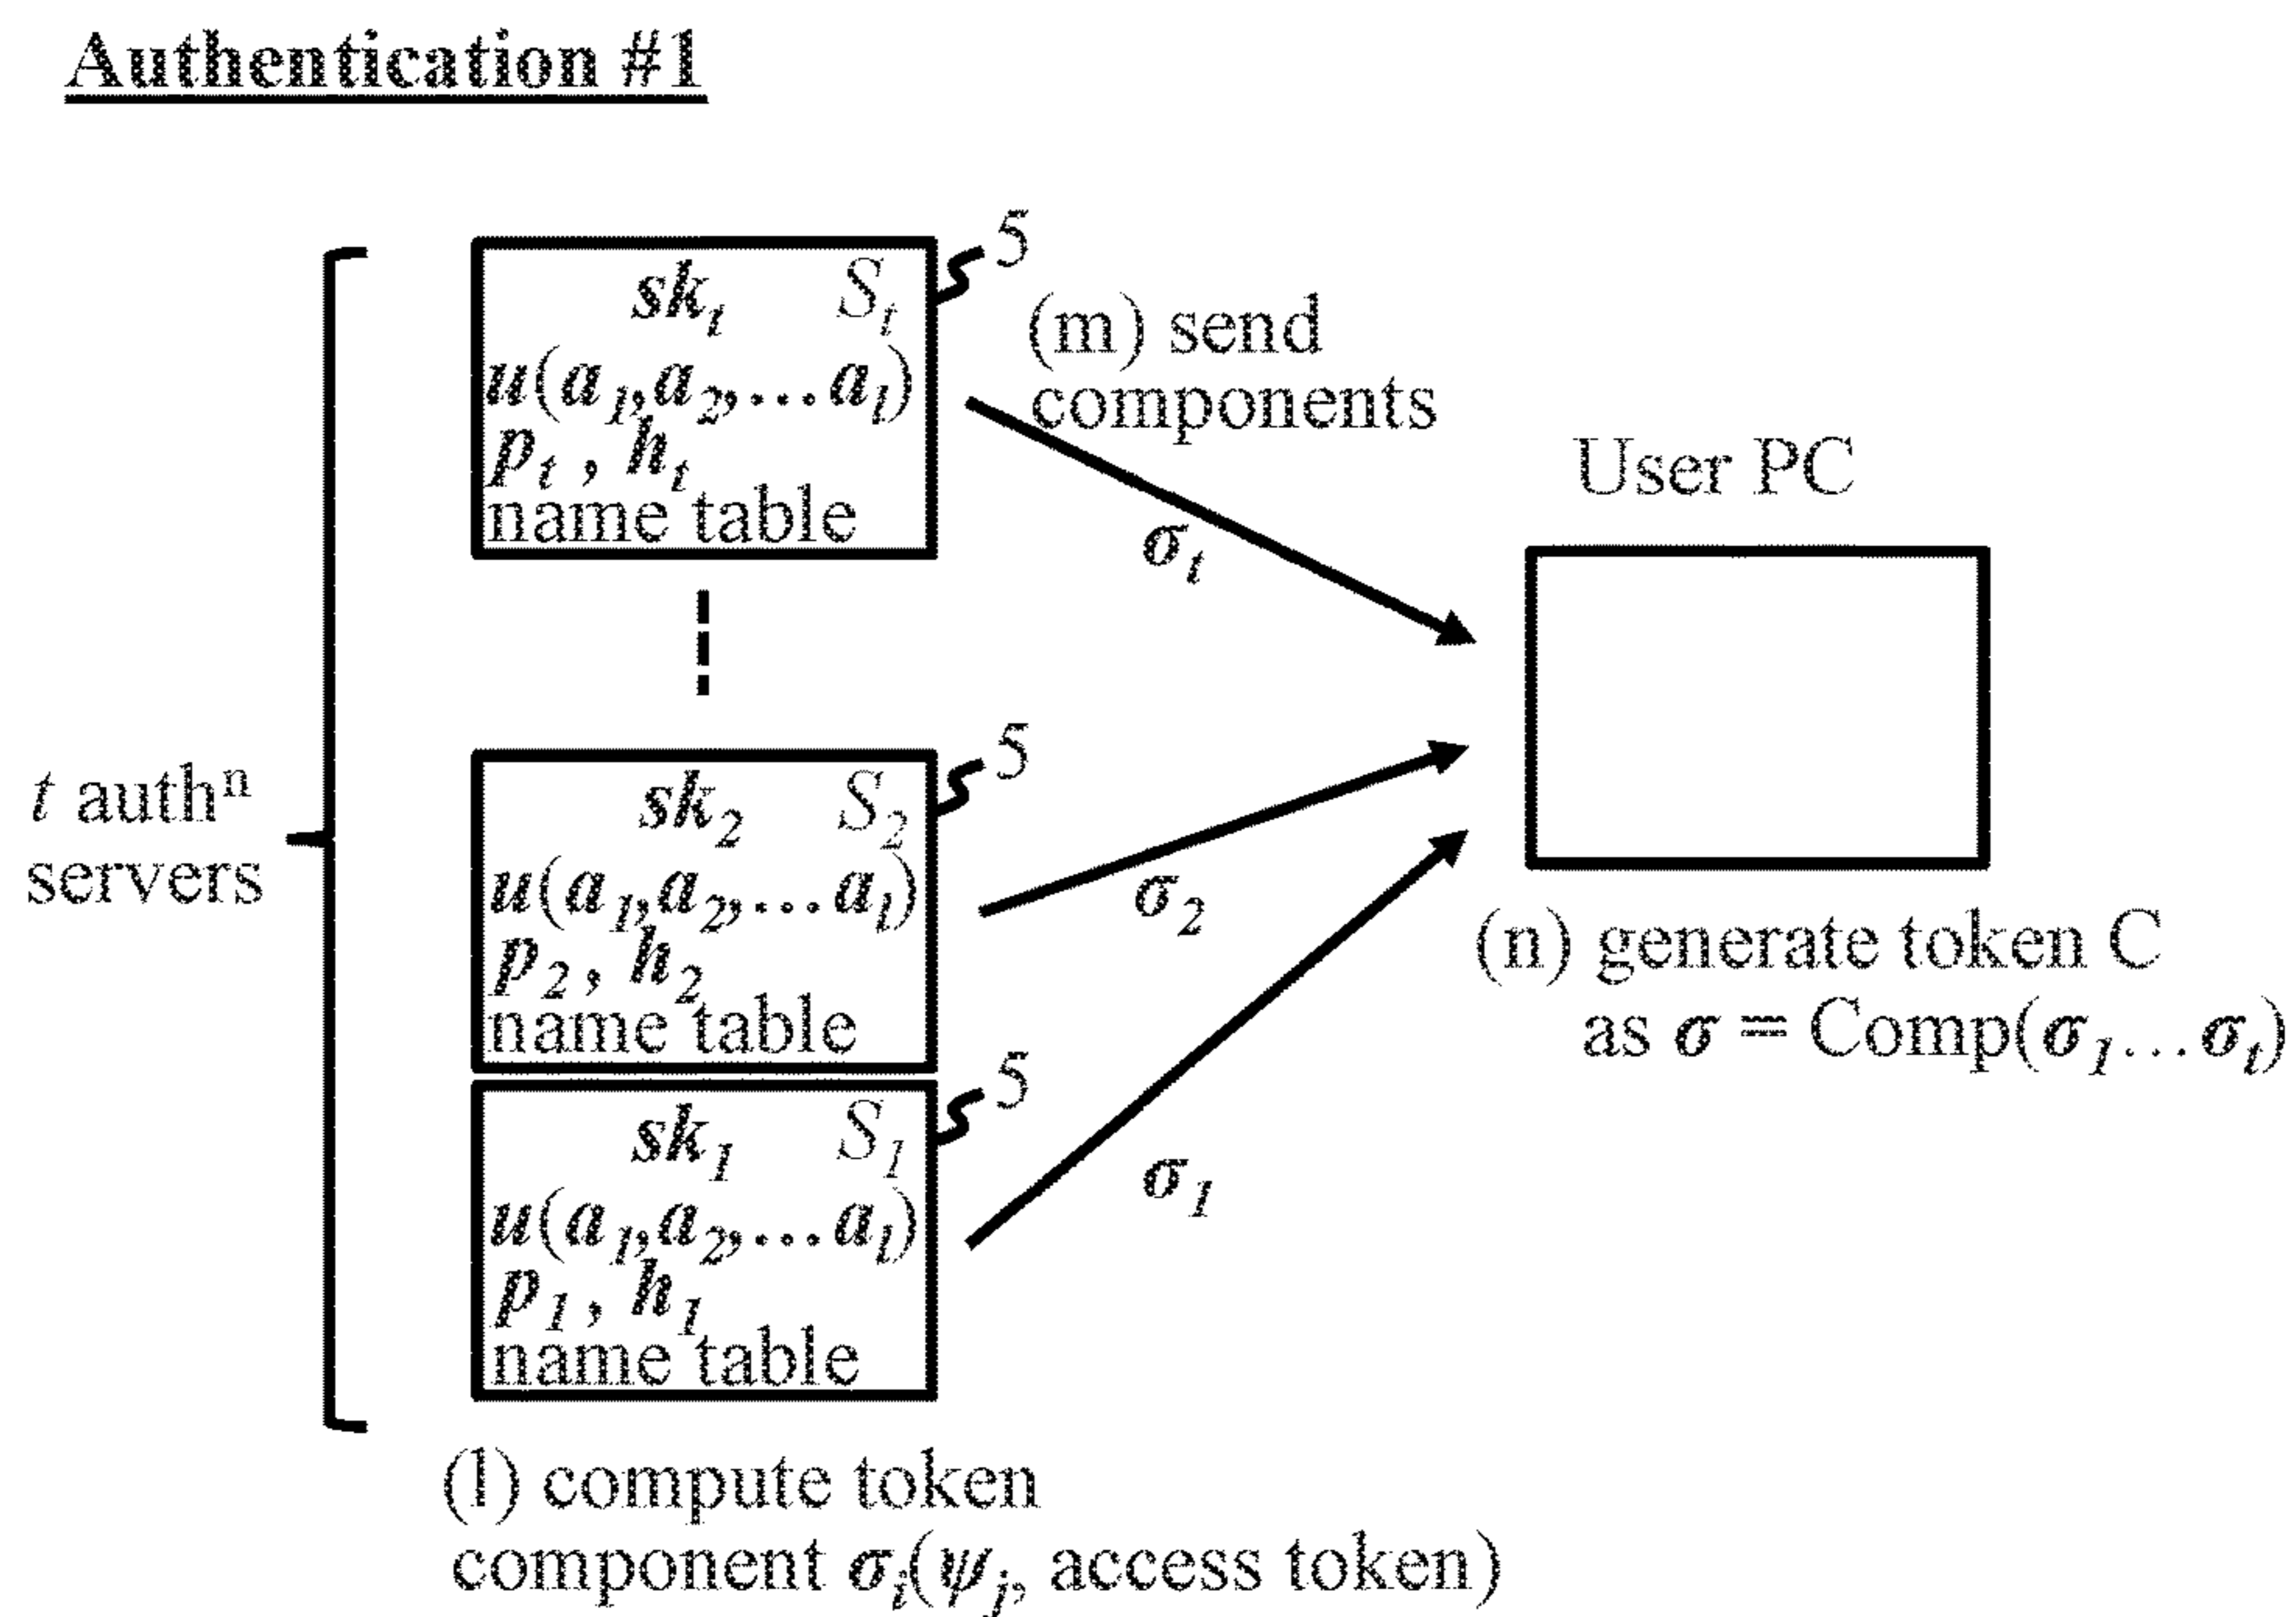 Authentication #1
5
sk_t S_t
u(a_1,a_2,...a_l)
p_t , h_t
name table
(m) send
components
σ_t
User PC
t auth^n
servers
5
sk_2 S_2
u(a_1,a_2,...a_l)
p_2 , h_2
name table
σ_2
(n) generate token C
as σ = Comp(σ_1...σ_t)
5
sk_1 S_1
u(a_1,a_2,...a_l)
p_1 , h_1
name table
σ_1
(l) compute token
component σ_i(ψ_j, access token)